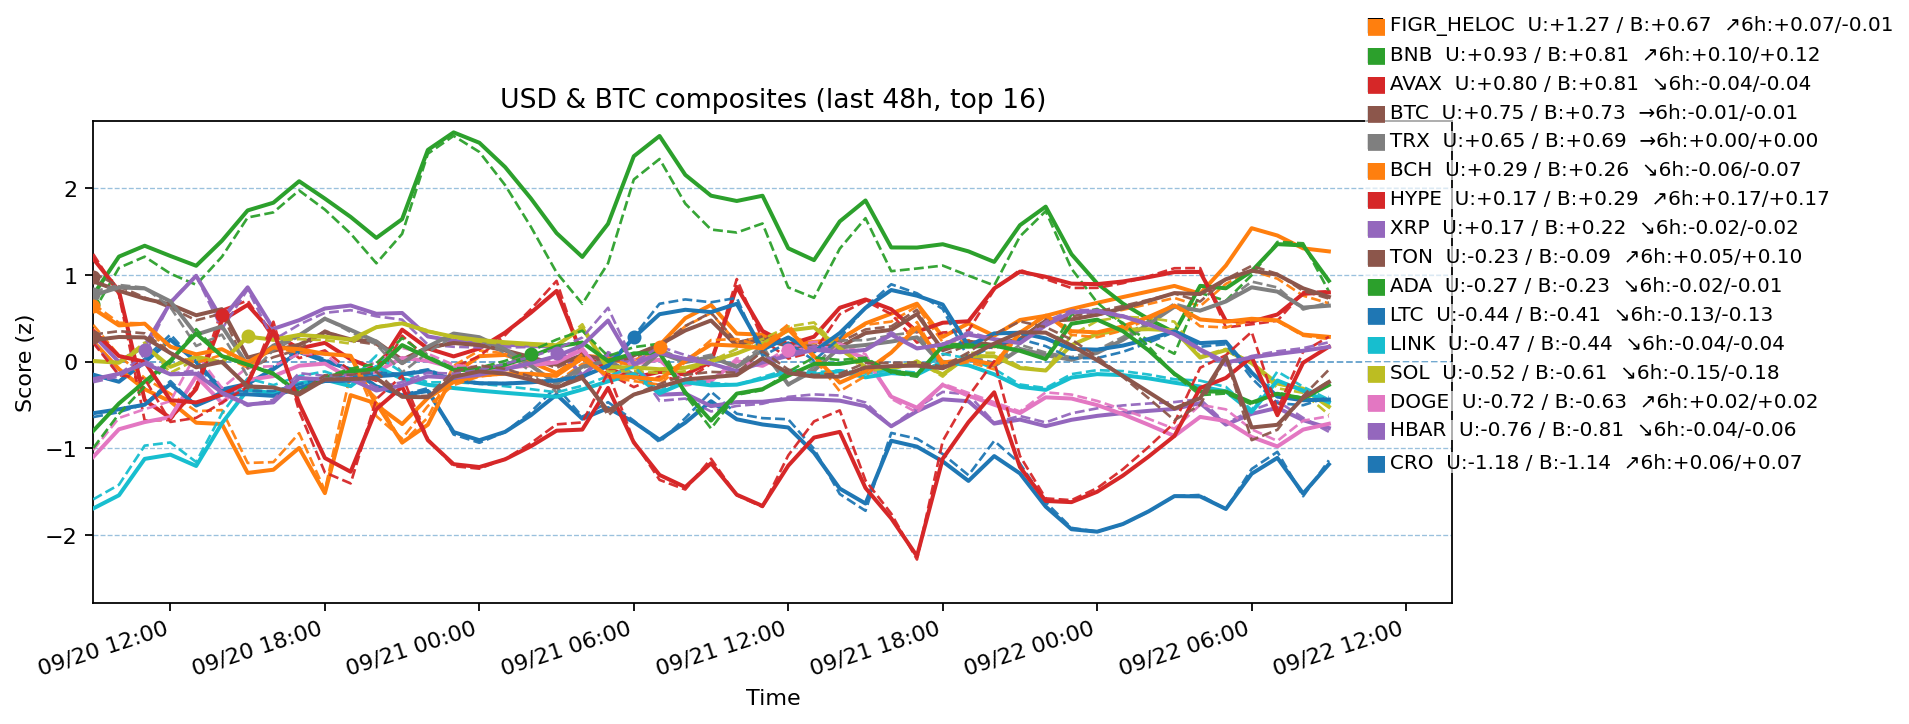 FIGR_HELOC U:+1.27 / B:+0.67 ↗6h:+0.07/-0.01
BNB U:+0.93 / B:+0.81 ↗6h:+0.10/+0.12
AVAX U:+0.80 / B:+0.81 ↘6h:-0.04/-0.04
BTC U:+0.75 / B:+0.73 →6h:-0.01/-0.01
TRX U:+0.65 / B:+0.69 →6h:+0.00/+0.00
BCH U:+0.29 / B:+0.26 ↘6h:-0.06/-0.07
HYPE U:+0.17 / B:+0.29 ↗6h:+0.17/+0.17
XRP U:+0.17 / B:+0.22 ↘6h:-0.02/-0.02
TON U:-0.23 / B:-0.09 ↗6h:+0.05/+0.10
ADA U:-0.27 / B:-0.23 ↘6h:-0.02/-0.01
LTC U:-0.44 / B:-0.41 ↘6h:-0.13/-0.13
LINK U:-0.47 / B:-0.44 ↘6h:-0.04/-0.04
SOL U:-0.52 / B:-0.61 ↘6h:-0.15/-0.18
DOGE U:-0.72 / B:-0.63 ↗6h:+0.02/+0.02
HBAR U:-0.76 / B:-0.81 ↘6h:-0.04/-0.06
CRO U:-1.18 / B:-1.14 ↗6h:+0.06/+0.07
USD & BTC composites (last 48h, top 16)
Score (z)
2
1
0
−1
−2
09/20 12:00
09/20 18:00
09/21 00:00
09/21 06:00
09/21 12:00
09/21 18:00
09/22 00:00
09/22 06:00
09/22 12:00
Time